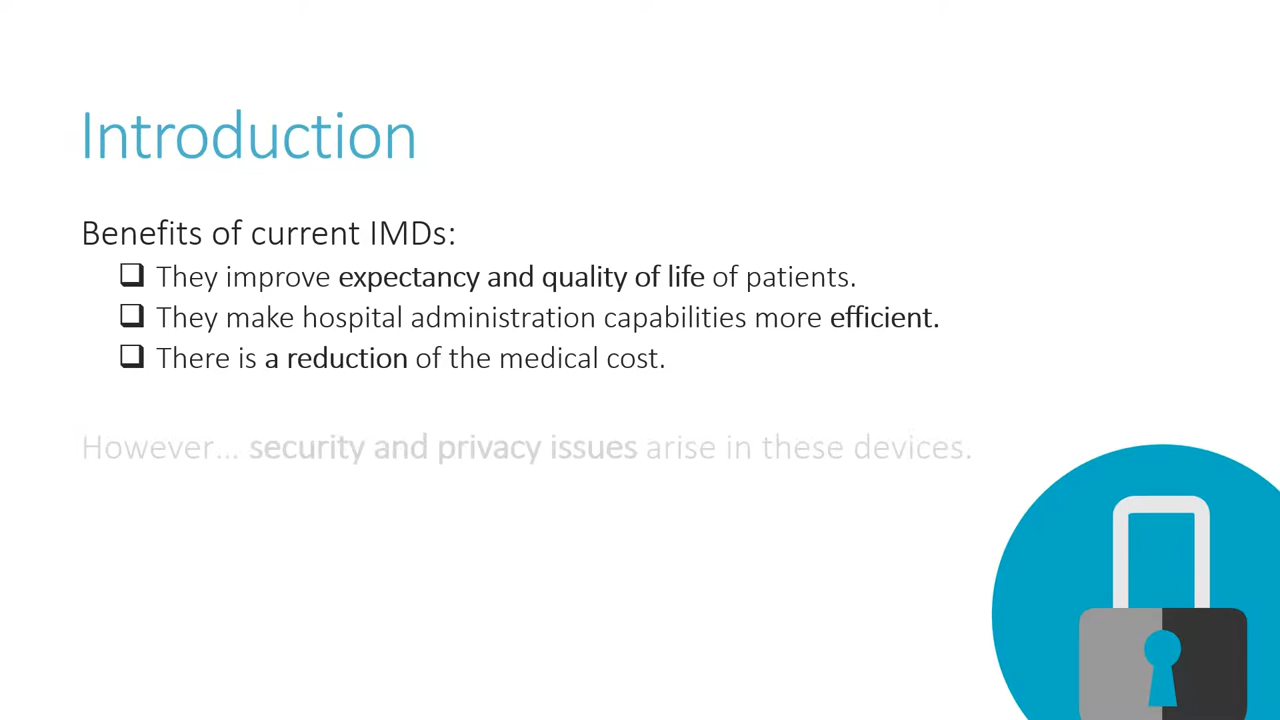 Introduction
Benefits of current IMDs:
They improve expectancy and quality of life of patients.
They make hospital administration capabilities more efficient.
There is a reduction of the medical cost.
However... security and privacy issues arise in these devices.